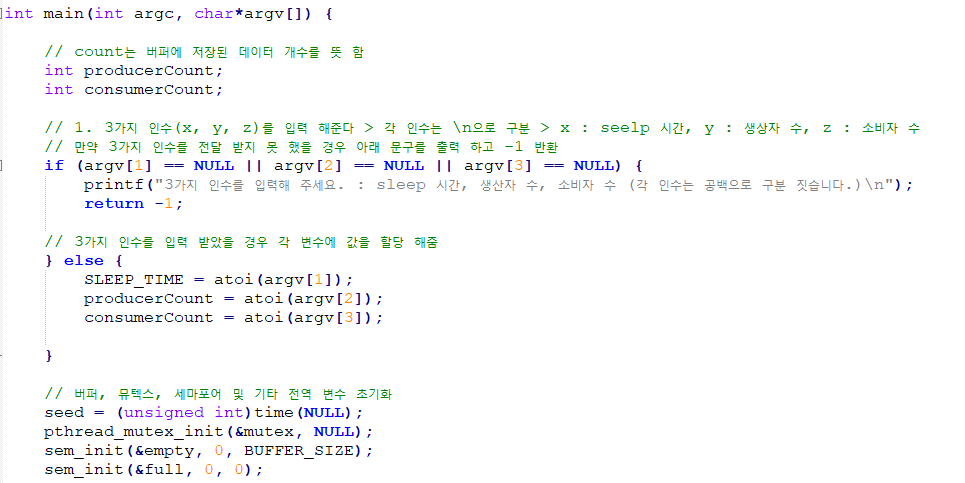 int main(int argc, char*argv[]) {
// count는 버퍼에 저장된 데이터 개수를 뜻 함
int producerCount;
int consumerCount;
// 1. 3가지 인수(x, y, z)를 입력 해준다 > 각 인수는 \n으로 구분 > x : seelp 시간, y : 생상자 수, z : 소비자 수
// 만약 3가지 인수를 전달 받지 못 했을 경우 아래 문구를 출력 하고 -1 반환
if (argv[1] == NULL || argv[2] == NULL || argv[3] == NULL) {
printf("3가지 인수를 입력해 주세요. : sleep 시간, 생산자 수, 소비자 수 (각 인수는 공백으로 구분 짓습니다.)\n");
return -1;
// 3가지 인수를 입력 받았을 경우 각 변수에 값을 할당 해줌
} else {
SLEEP_TIME = atoi(argv[1]);
producerCount = atoi(argv[2]);
consumerCount = atoi(argv[3]);
}
// 버퍼, 뮤텍스, 세마포어 및 기타 전역 변수 초기화
seed = (unsigned int)time(NULL);
pthread_mutex_init(&mutex, NULL);
sem_init(&empty, 0, BUFFER_SIZE);
sem_init(&full, 0, 0);